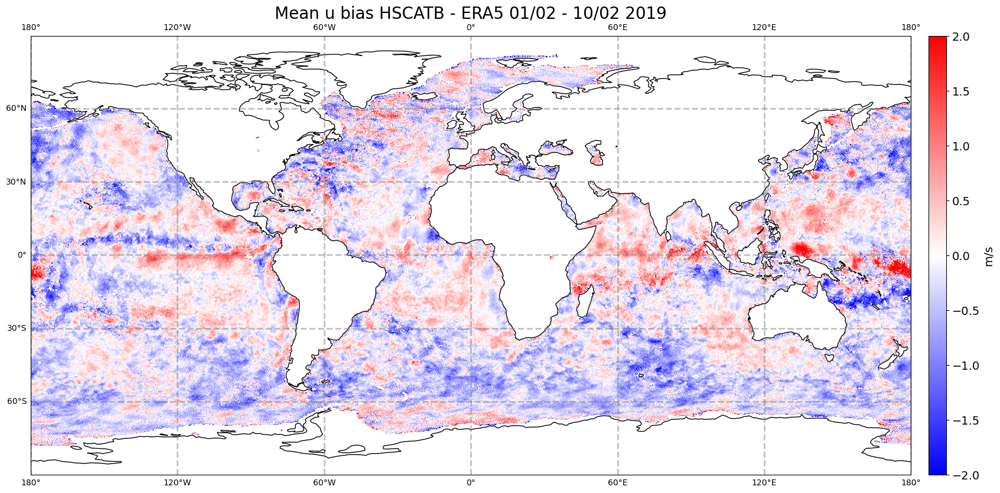 Mean u bias HSCATB - ERA5 01/02 - 10/02 2019
180° 120°W 60°W 0° 60°E 120°E 180°
60°N
30°N
0°
30°S
60°S
180° 120°W 60°W 0° 60°E 120°E 180°
2.0
1.5
1.0
0.5
0.0
−0.5
−1.0
−1.5
−2.0
m/s